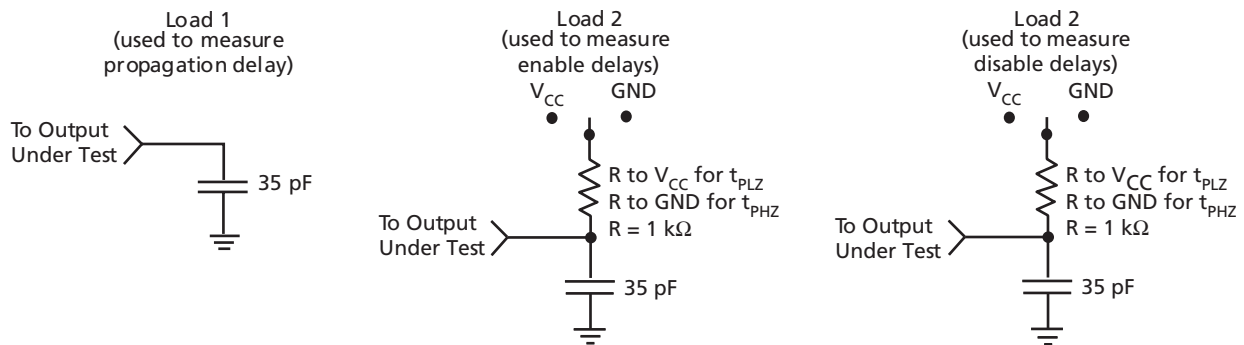 Load 1
(used to measure
propagation delay)
To Output
Under Test
35 pF
Load 2
(used to measure
enable delays)
VCC
GND
R to VCC for tPLZ
R to GND for tPHZ
R = 1 kΩ
To Output
Under Test
35 pF
Load 2
(used to measure
disable delays)
VCC
GND
R to VCC for tPLZ
R to GND for tPHZ
R = 1 kΩ
To Output
Under Test
35 pF